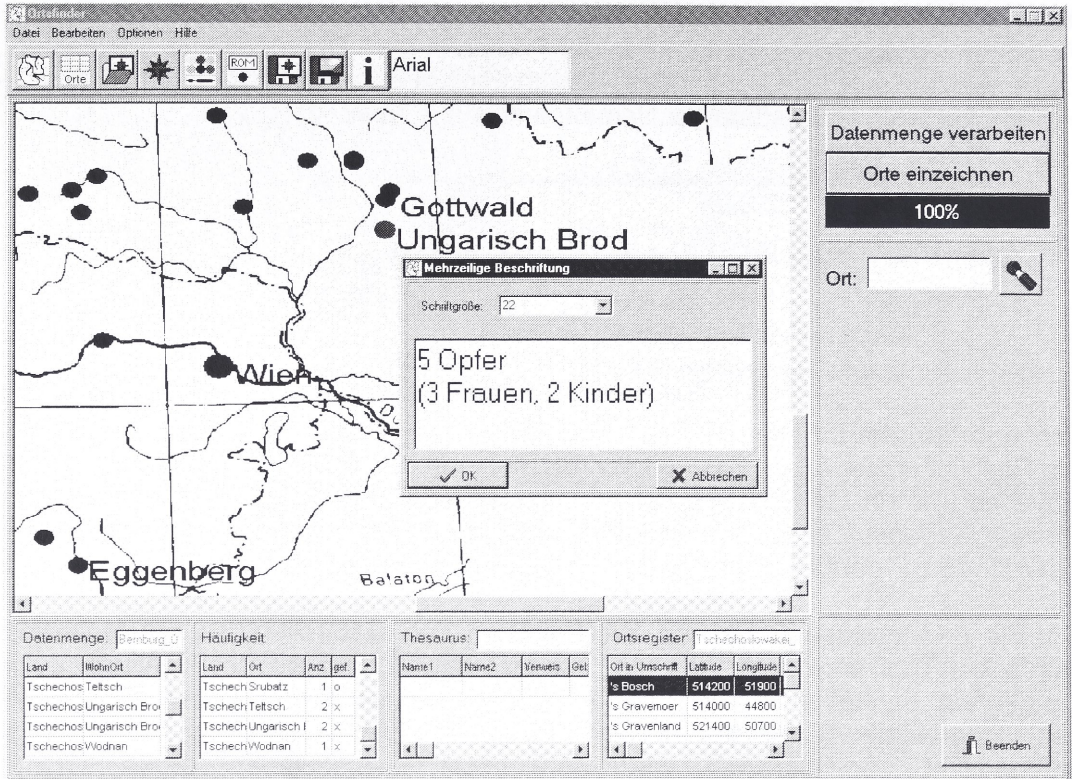 Ortefinder
Datei Bearbeiten Optionen Hilfe
Orte
ROM
i
Arial
Datenmenge verarbeiten
Orte einzeichnen
100%
Ort:
Gottwald
Ungarisch Brod
Mehrzeilige Beschriftung
Schriftgröße: 22
5 Opfer
(3 Frauen, 2 Kinder)
OK
Abbrechen
Wien
Eggenberg
Balaton
Datenmenge: Bernburg_0
Land WohnOrt
Tschechos Teltsch
Tschechos Ungarisch Bro
Tschechos Ungarisch Bro
Tschechos Wodnan
Häufigkeit
Land Ort Anz gef.
Tschech Srubatz 1 o
Tschech Teltsch 2 x
Tschech Ungarisch 2 x
Tschech Wodnan 1 x
Thesaurus:
Name1 Name2 Verweis Geb
Ortsregister Tschechoslowakei_
Ort in Umschrift Latitude Longitude
's Bosch 514200 51900
's Gravemoer 514000 44800
's Gravenland 521400 50700
Beenden